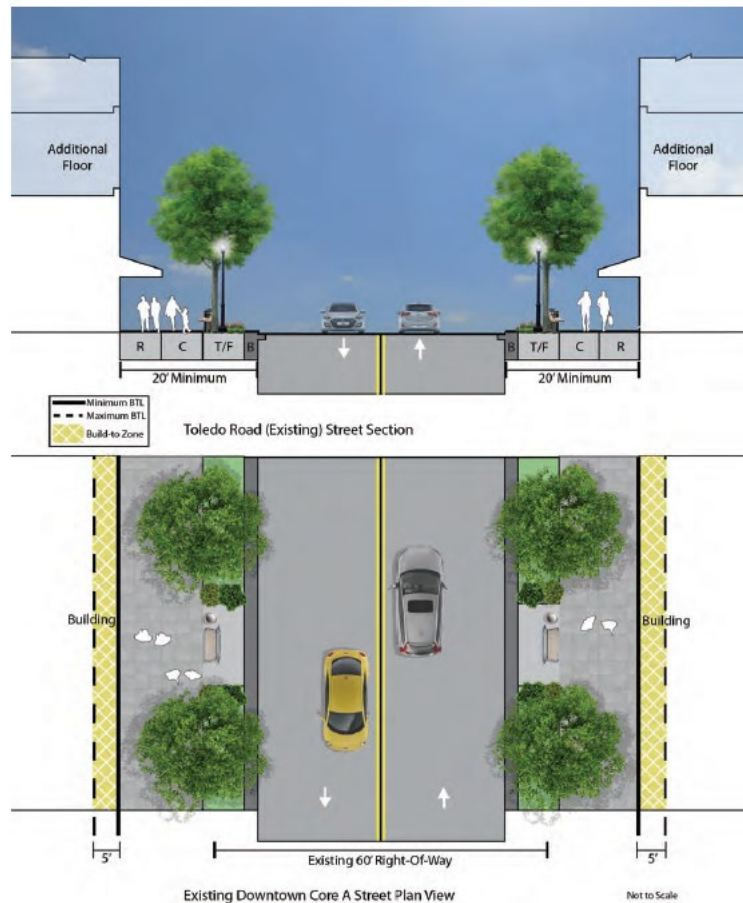 Additional
Floor
Additional
Floor
R C T/F B
B T/F C R
20' Minimum
20' Minimum
Minimum BTL
Maximum BTL
Build-to Zone
Toledo Road (Existing) Street Section
Building
Building
5'
Existing 60' Right-Of-Way
5'
Existing Downtown Core A Street Plan View
Not to Scale